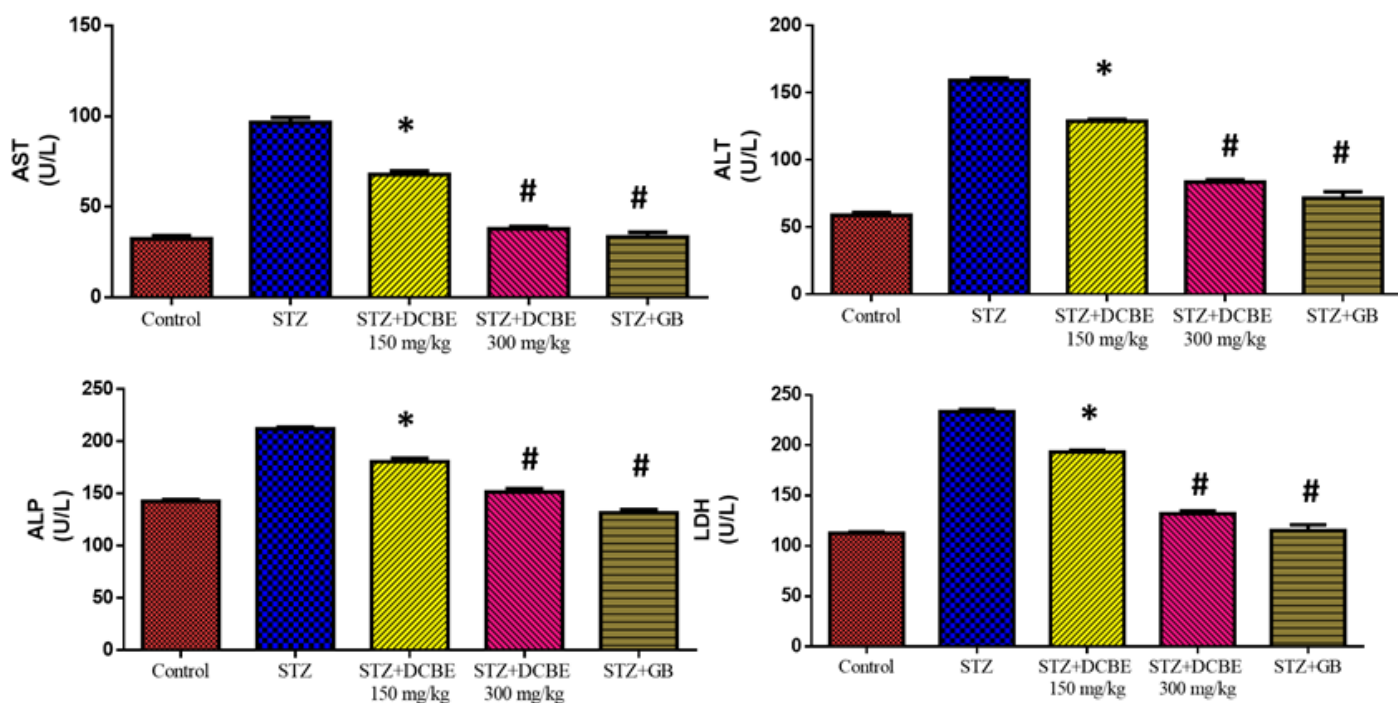 150
100
50
0
AST
(U/L)
*
#
#
Control
STZ
STZ+DCBE
150 mg/kg
STZ+DCBE
300 mg/kg
STZ+GB
200
150
100
50
0
ALT
(U/L)
*
#
#
Control
STZ
STZ+DCBE
150 mg/kg
STZ+DCBE
300 mg/kg
STZ+GB
250
200
150
100
50
0
ALP
(U/L)
*
#
#
Control
STZ
STZ+DCBE
150 mg/kg
STZ+DCBE
300 mg/kg
STZ+GB
250
200
150
100
50
0
LDH
(U/L)
*
#
#
Control
STZ
STZ+DCBE
150 mg/kg
STZ+DCBE
300 mg/kg
STZ+GB